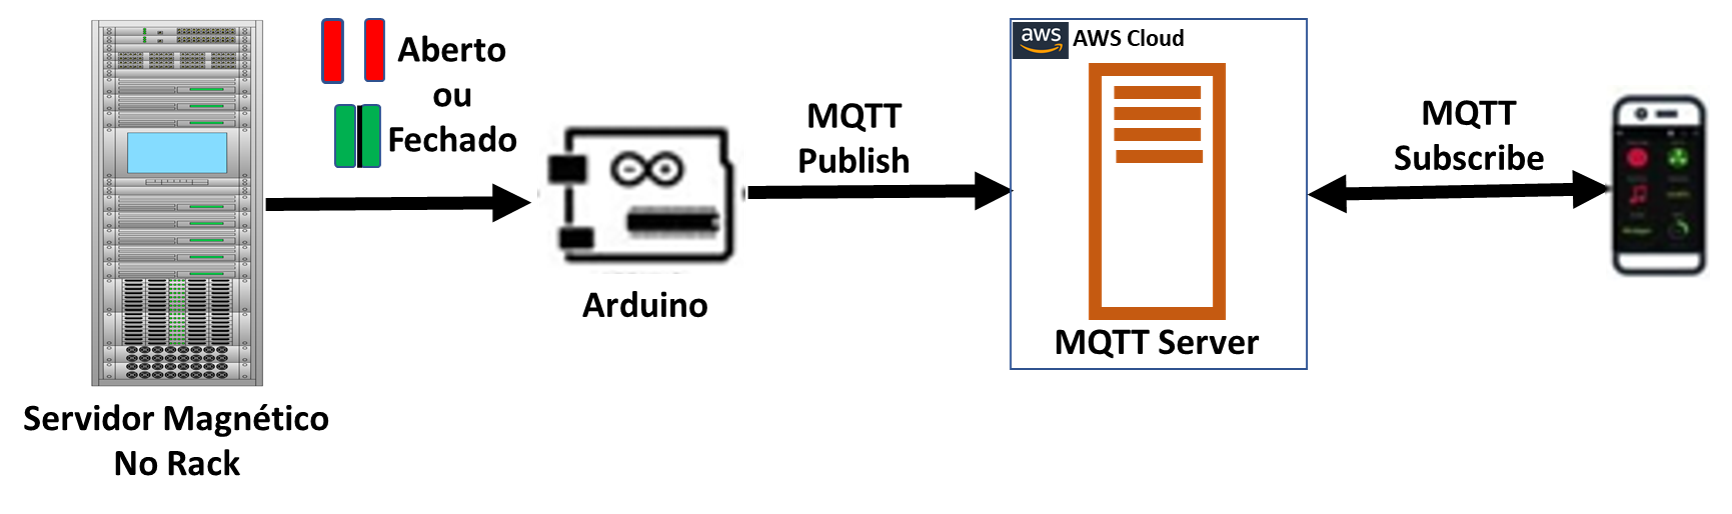 Aberto
ou
Fechado
MQTT
Publish
aws
AWS Cloud
MQTT
Subscribe
Arduino
MQTT Server
Servidor Magnético
No Rack